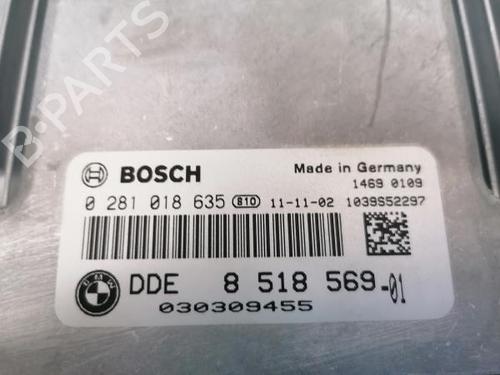 BOSCH
Made in Germany
1469 0109
0 281 018 635 810 11-11-02 1039S52297
BMW
DDE 8 518 569-01
030309455
B-PARTS